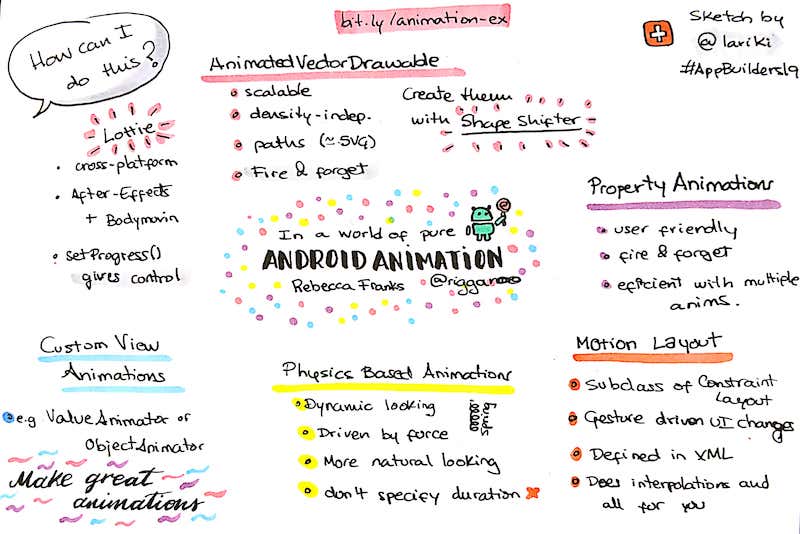 bit.ly/animation-ex
Sketch by
@lariki
#AppBuilders19
How can I
do this?
Lottie
cross-platform
After-Effects
+ Bodymovin
setProgress()
gives control
AnimatedVectorDrawable
scalable
density-indep.
paths (~SVG)
Fire & forget
Create them
with Shape Shifter
In a world of pure
ANDROID ANIMATION
Rebecca Franks @riggaroo
Property Animations
user friendly
fire & forget
efficient with multiple
anims.
Custom View
Animations
e.g ValueAnimator or
ObjectAnimator
Make great
animations
Physics Based Animations
Dynamic looking
Driven by force
More natural looking
don't specify duration
Motion Layout
Subclass of Constraint
Layout
Gesture driven UI changes
Defined in XML
Does interpolations and
all for you